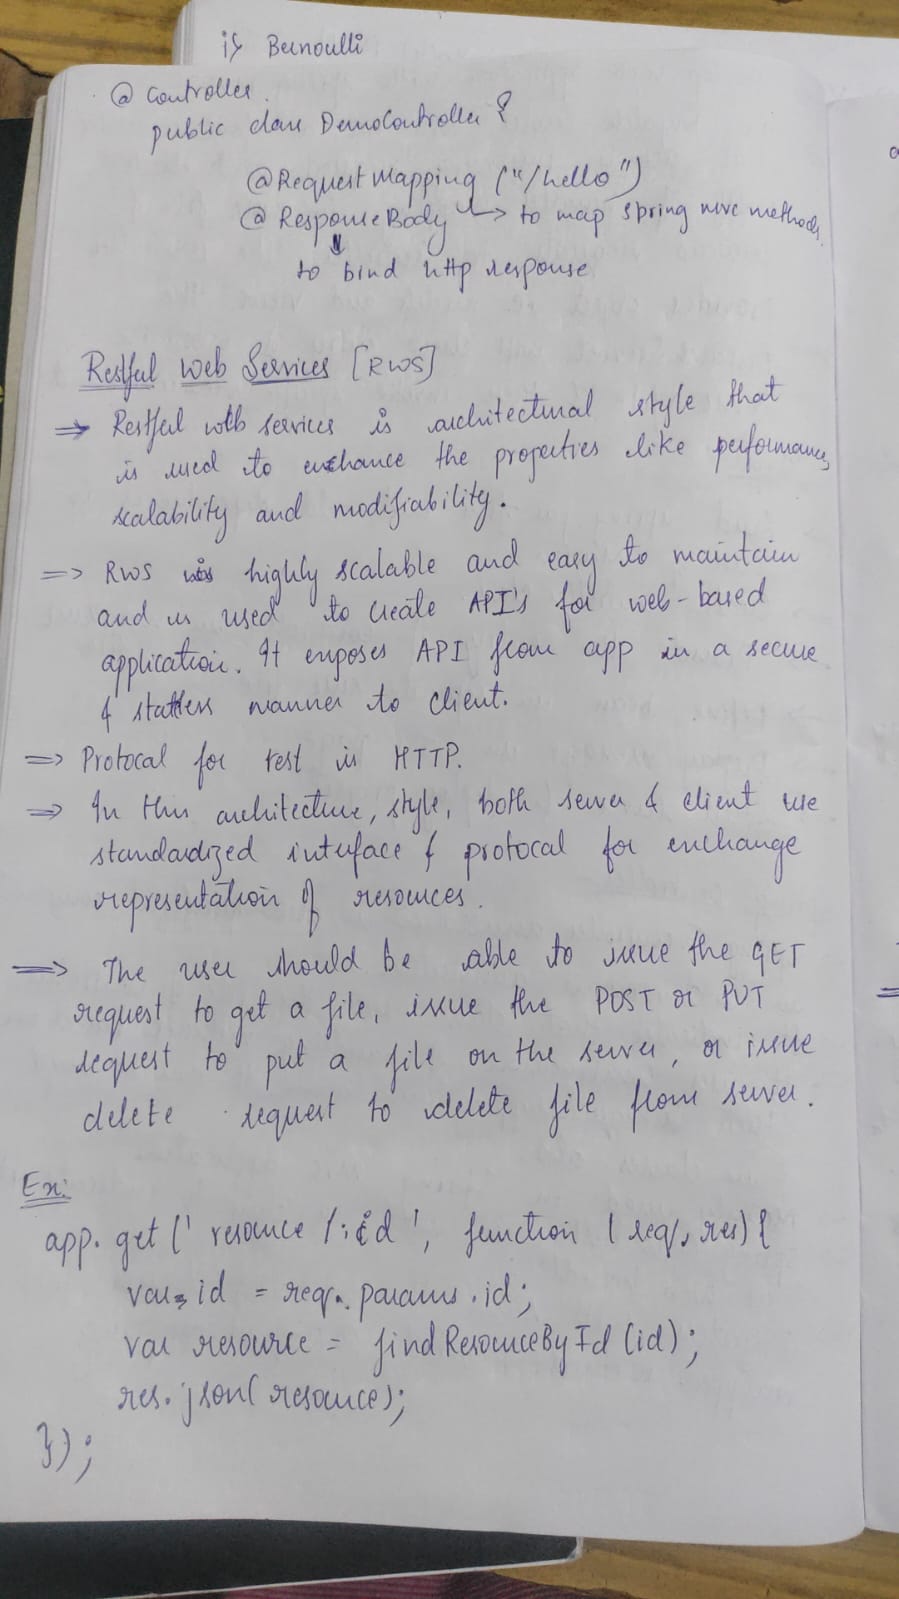 is Bernoulli
@ Controller
public class DemoController {
@RequestMapping ("/hello")
@ ResponseBody → to map spring mvc methods.
to bind http response
Restful Web Services [RWS]
⇒ Restful web services is architectural style that
is used to enchance the properties like performance,
scalability and modifiability.
⇒ RWS is highly scalable and easy to maintain
and is used to create API's for web-based
application. It exposes API from app in a secure
& statless manner to client.
⇒ Protocal for rest is HTTP.
⇒ In this architecture, style, both server & client use
standardized interface & protocal for exchange
representation of resources.
⇒ The user should be able to issue the GET
request to get a file, issue the POST or PUT
request to put a file on the server, or issue
delete request to delete file from server.
Ex:
app.get(' resource /:id ', function (req, res) {
var id = req.params.id;
var resource = findResourceById (id);
res.json(resource);
});